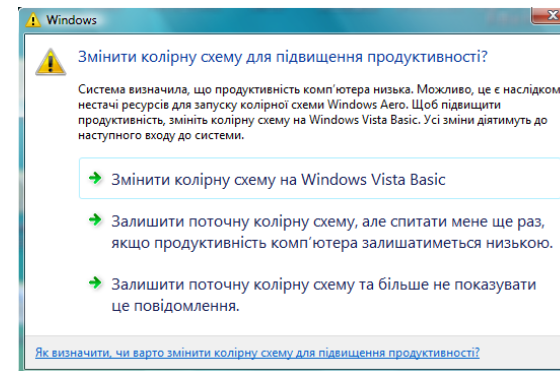 Windows
Змінити колірну схему для підвищення продуктивності?
Система визначила, що продуктивність комп'ютера низька. Можливо, це є наслідком
нестачі ресурсів для запуску колірної схеми Windows Aero. Щоб підвищити
продуктивність, змініть колірну схему на Windows Vista Basic. Усі зміни діятимуть до
наступного входу до системи.
Змінити колірну схему на Windows Vista Basic
Залишити поточну колірну схему, але спитати мене ще раз,
якщо продуктивність комп'ютера залишатиметься низькою.
Залишити поточну колірну схему та більше не показувати
це повідомлення.
Як визначити, чи варто змінити колірну схему для підвищення продуктивності?